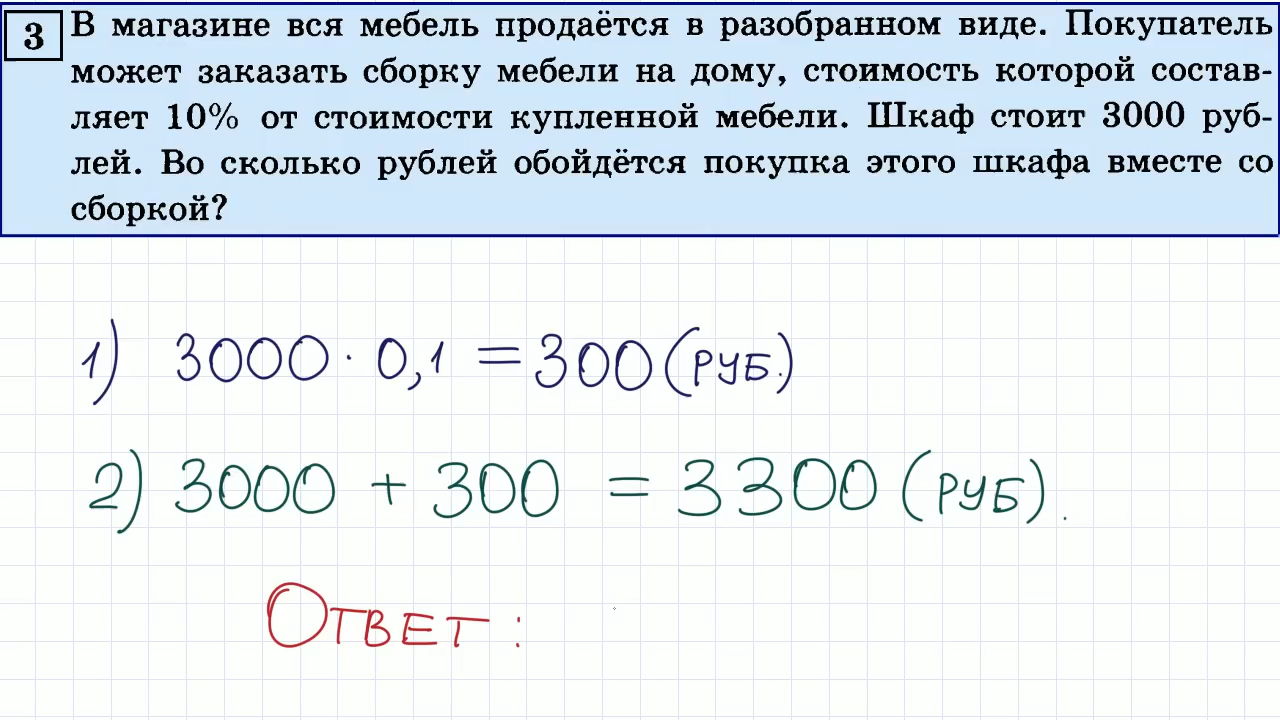 3
В магазине вся мебель продаётся в разобранном виде. Покупатель
может заказать сборку мебели на дому, стоимость которой состав-
ляет 10% от стоимости купленной мебели. Шкаф стоит 3000 руб-
лей. Во сколько рублей обойдётся покупка этого шкафа вместе со
сборкой?
1) 3000 · 0,1 = 300 (РУБ.)
2) 3000 + 300 = 3300 (РУБ).
ОТВЕТ :